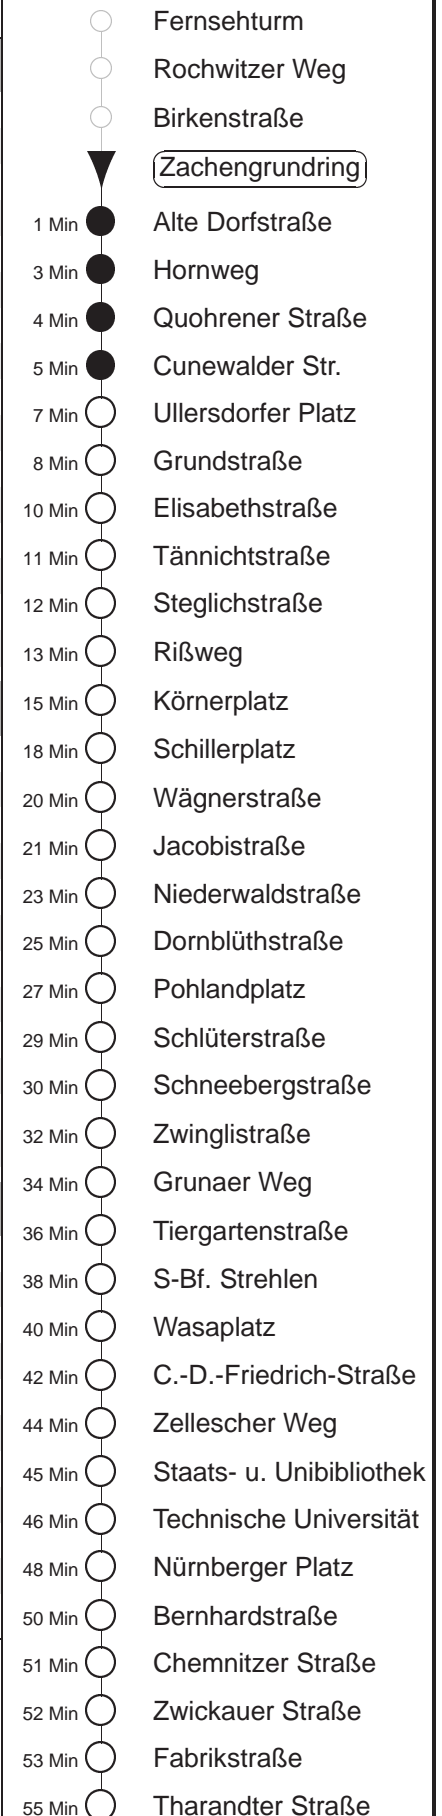 Fernsehturm
Rochwitzer Weg
Birkenstraße
Zachengrundring
1 Min Alte Dorfstraße
3 Min Hornweg
4 Min Quohrener Straße
5 Min Cunewalder Str.
7 Min Ullersdorfer Platz
8 Min Grundstraße
10 Min Elisabethstraße
11 Min Tännichtstraße
12 Min Steglichstraße
13 Min Rißweg
15 Min Körnerplatz
18 Min Schillerplatz
20 Min Wägnerstraße
21 Min Jacobistraße
23 Min Niederwaldstraße
25 Min Dornblüthstraße
27 Min Pohlandplatz
29 Min Schlüterstraße
30 Min Schneebergstraße
32 Min Zwinglistraße
34 Min Grunaer Weg
36 Min Tiergartenstraße
38 Min S-Bf. Strehlen
40 Min Wasaplatz
42 Min C.-D.-Friedrich-Straße
44 Min Zellescher Weg
45 Min Staats- u. Unibibliothek
46 Min Technische Universität
48 Min Nürnberger Platz
50 Min Bernhardstraße
51 Min Chemnitzer Straße
52 Min Zwickauer Straße
53 Min Fabrikstraße
55 Min Tharandter Straße